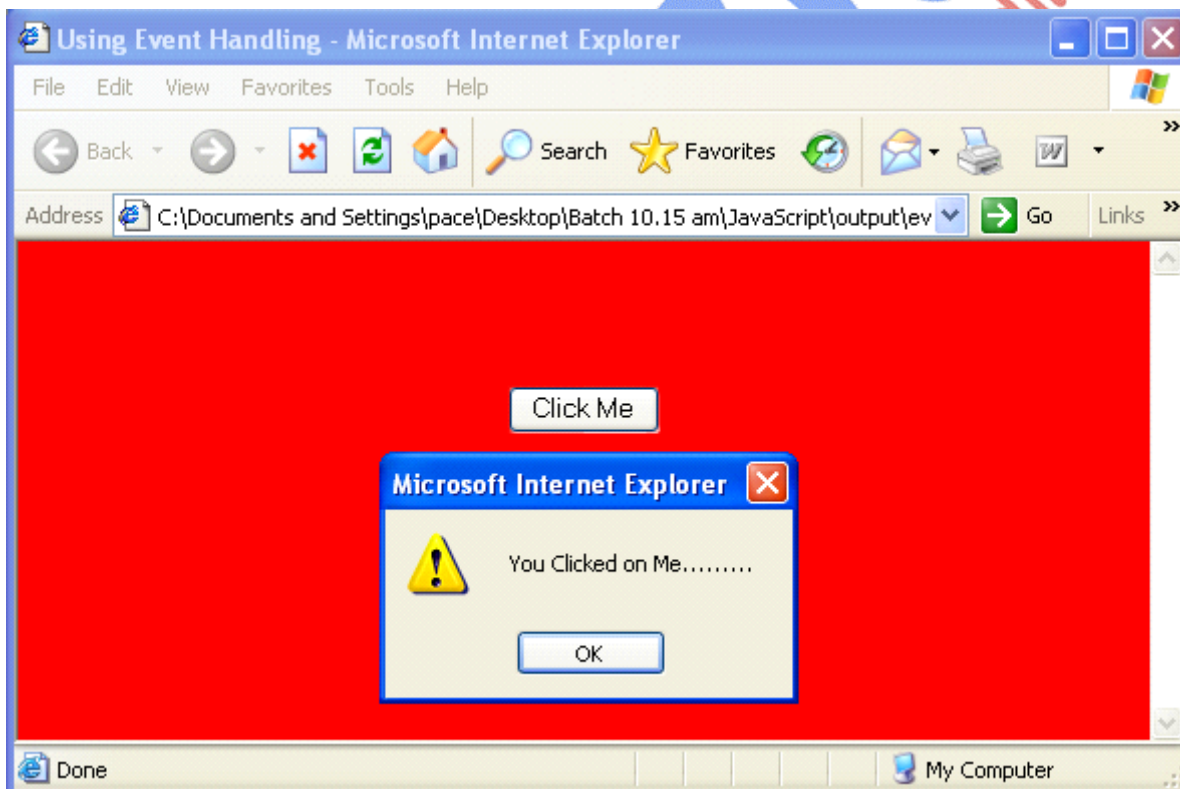 Using Event Handling - Microsoft Internet Explorer
File Edit View Favorites Tools Help
Back Search Favorites W
Address C:\Documents and Settings\pace\Desktop\Batch 10.15 am\JavaScript\output\ev Go Links
Click Me
Microsoft Internet Explorer
You Clicked on Me.........
OK
Done My Computer